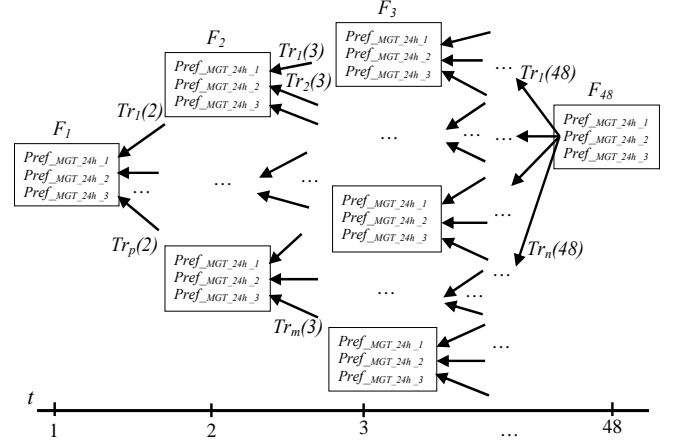 F3
Pref_MGT_24h_1
Pref_MGT_24h_2
Pref_MGT_24h_3
...
F2
Pref_MGT_24h_1
Pref_MGT_24h_2
Pref_MGT_24h_3
Tr1(3)
Tr2(3)
Tr1(48)
F48
Pref_MGT_24h_1
Pref_MGT_24h_2
Pref_MGT_24h_3
Tr1(2)
F1
Pref_MGT_24h_1
Pref_MGT_24h_2
Pref_MGT_24h_3
...
... ... ...
... ...
Pref_MGT_24h_1
Pref_MGT_24h_2
Pref_MGT_24h_3
...
Trp(2)
Trn(48)
Pref_MGT_24h_1
Pref_MGT_24h_2
Pref_MGT_24h_3
...
...
...
Trm(3)
Pref_MGT_24h_1
Pref_MGT_24h_2
Pref_MGT_24h_3
...
...
t
1 2 3 ... 48